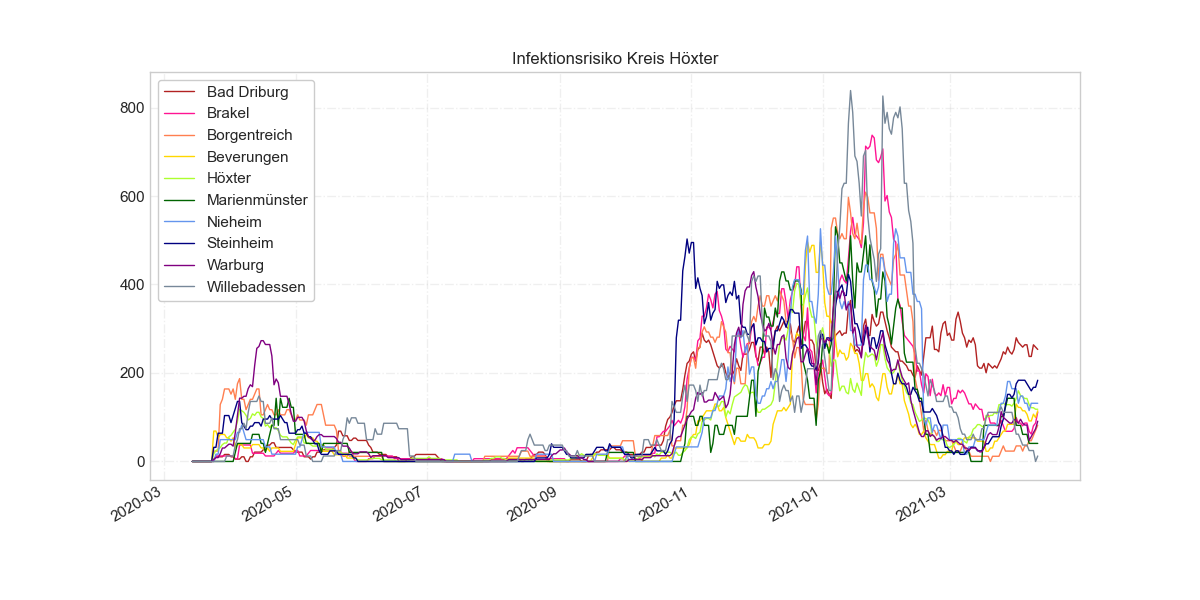 Infektionsrisiko Kreis Höxter
800
600
400
200
0
Bad Driburg
Brakel
Borgentreich
Beverungen
Höxter
Marienmünster
Nieheim
Steinheim
Warburg
Willebadessen
2020-03
2020-05
2020-07
2020-09
2020-11
2021-01
2021-03